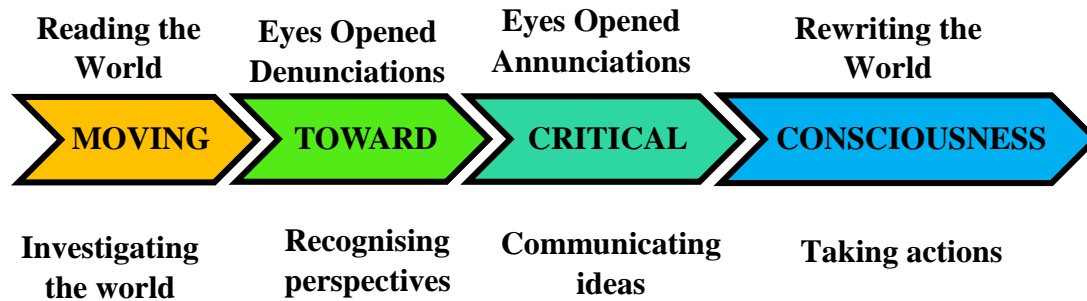 Reading the
World
Eyes Opened
Denunciations
Eyes Opened
Annunciations
Rewriting the
World
MOVING
TOWARD
CRITICAL
CONSCIOUSNESS
Investigating
the world
Recognising
perspectives
Communicating
ideas
Taking actions